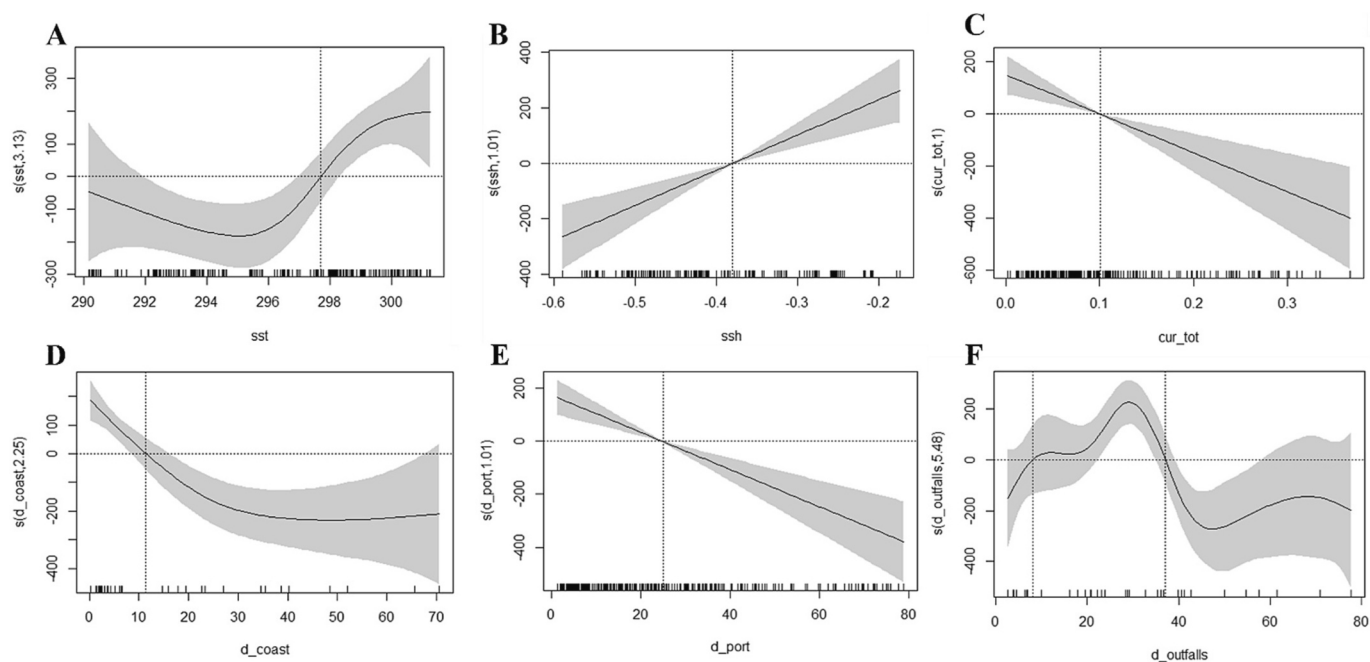 A
s(sst,3.13)
300
100
0
-100
-300
290 292 294 296 298 300
sst
B
s(ssh,1.01)
400
200
0
200
-400
-0.6 -0.5 -0.4 -0.3 -0.2
ssh
C
s(cur_tot,1)
200
0
-200
-400
-600
0.0 0.1 0.2 0.3
cur_tot
D
s(d_coast,2.25)
100
0
-200
-400
0 10 20 30 40 50 60 70
d_coast
E
s(d_port,1.01)
200
0
-200
-400
0 20 40 60 80
d_port
F
s(d_outfalls,5.48)
200
0
-200
-400
0 20 40 60 80
d_outfalls